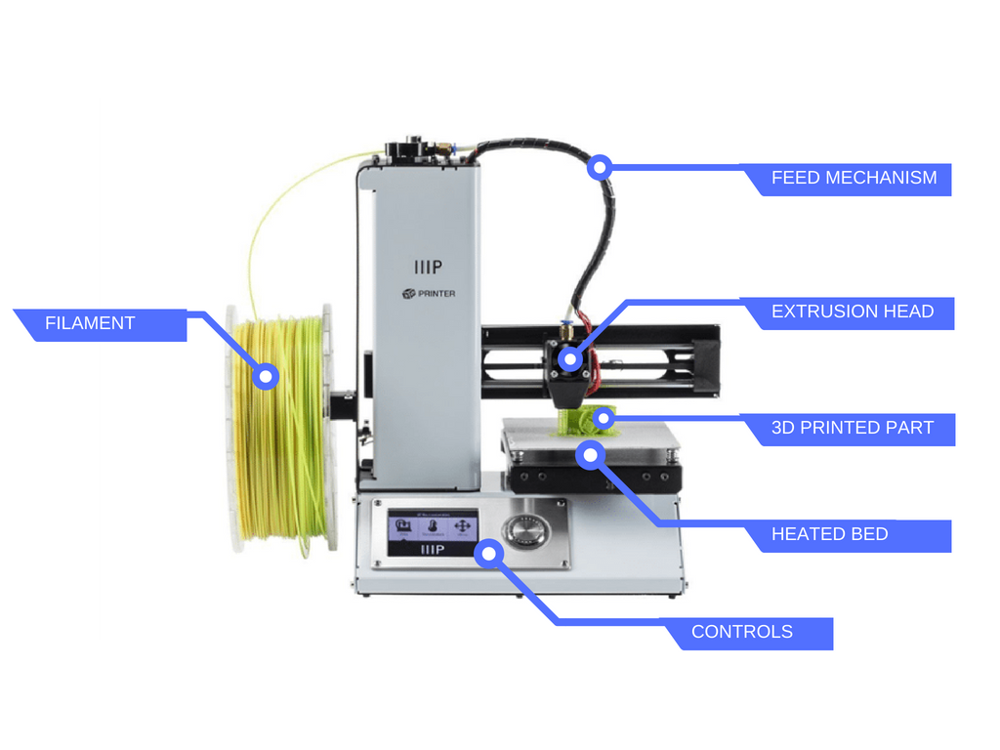 FEED MECHANISM
IIIP
PRINTER
EXTRUSION HEAD
FILAMENT
3D PRINTED PART
HEATED BED
IIIP
CONTROLS